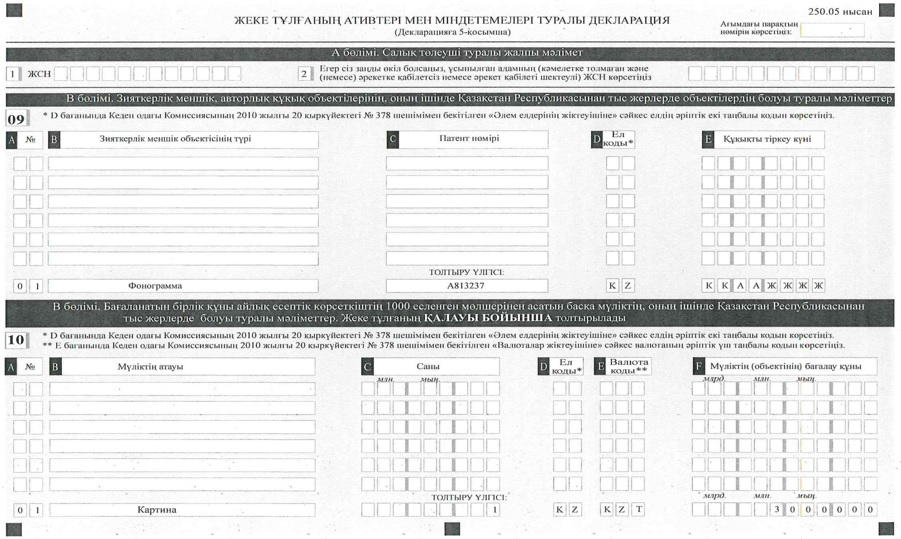 250.05 нысан
ЖЕКЕ ТҰЛҒАНЫҢ АТИВТЕРІ МЕН МІНДЕТЕМЕЛЕРІ ТУРАЛЫ ДЕКЛАРАЦИЯ
(Декларацияға 5-қосымша)
Ағымдағы парақтың
нөмірін көрсетіңіз:
А бөлімі. Салық төлеуші туралы жалпы мәлімет
1 ЖСН
2 Егер сіз заңды өкіл болсаңыз, ұсынылған адамның (кәмелетке толмаған және
(немесе) әрекетке қабілетсіз немесе әрекет қабілеті шектеулі) ЖСН көрсетіңіз
В бөлімі. Зияткерлік меншік, авторлық құқық объектілерінің, оның ішінде Қазақстан Республикасынан тыс жерлерде объектілердің болуы туралы мәліметтер
09 * D бағанында Кеден одағы Комиссиясының 2010 жылғы 20 қыркүйектегі № 378 шешімімен бекітілген «Әлем елдерінің жіктеуішіне» сәйкес елдің әріптік екі таңбалы кодын көрсетіңіз.
A № B Зияткерлік меншік объектісінің түрі C Патент нөмірі D Ел коды* E Құқықты тіркеу күні
ТОЛТЫРУ ҮЛГІСІ:
0 1 Фонограмма А813237 K Z К К А А Ж Ж Ж Ж
В бөлімі. Бағаланатын бірлік құны айлық есептік көрсеткіштің 1000 еселенген мөлшерінен асатын басқа мүліктің, оның ішінде Қазақстан Республикасынан
тыс жерлерде болуы туралы мәліметтер. Жеке тұлғаның ҚАЛАУЫ БОЙЫНША толтырылады
10 * D бағанында Кеден одағы Комиссиясының 2010 жылғы 20 қыркүйектегі № 378 шешімімен бекітілген «Әлем елдерінің жіктеуішіне» сәйкес елдің әріптік екі таңбалы кодын көрсетіңіз.
** E бағанында Кеден одағы Комиссиясының 2010 жылғы 20 қыркүйектегі № 378 шешімімен бекітілген «Валюталар жіктеуішіне» сәйкес валютаның әріптік үш таңбалы кодын көрсетіңіз.
A № B Мүліктің атауы C Саны D Ел коды* E Валюта коды** F Мүліктің (объектінің) бағалау құны
млн. мың. млрд. млн. мың.
ТОЛТЫРУ ҮЛГІСІ: млрд. млн. мың.
0 1 Картина 1 K Z K Z T 3 0 0 0 0 0 0